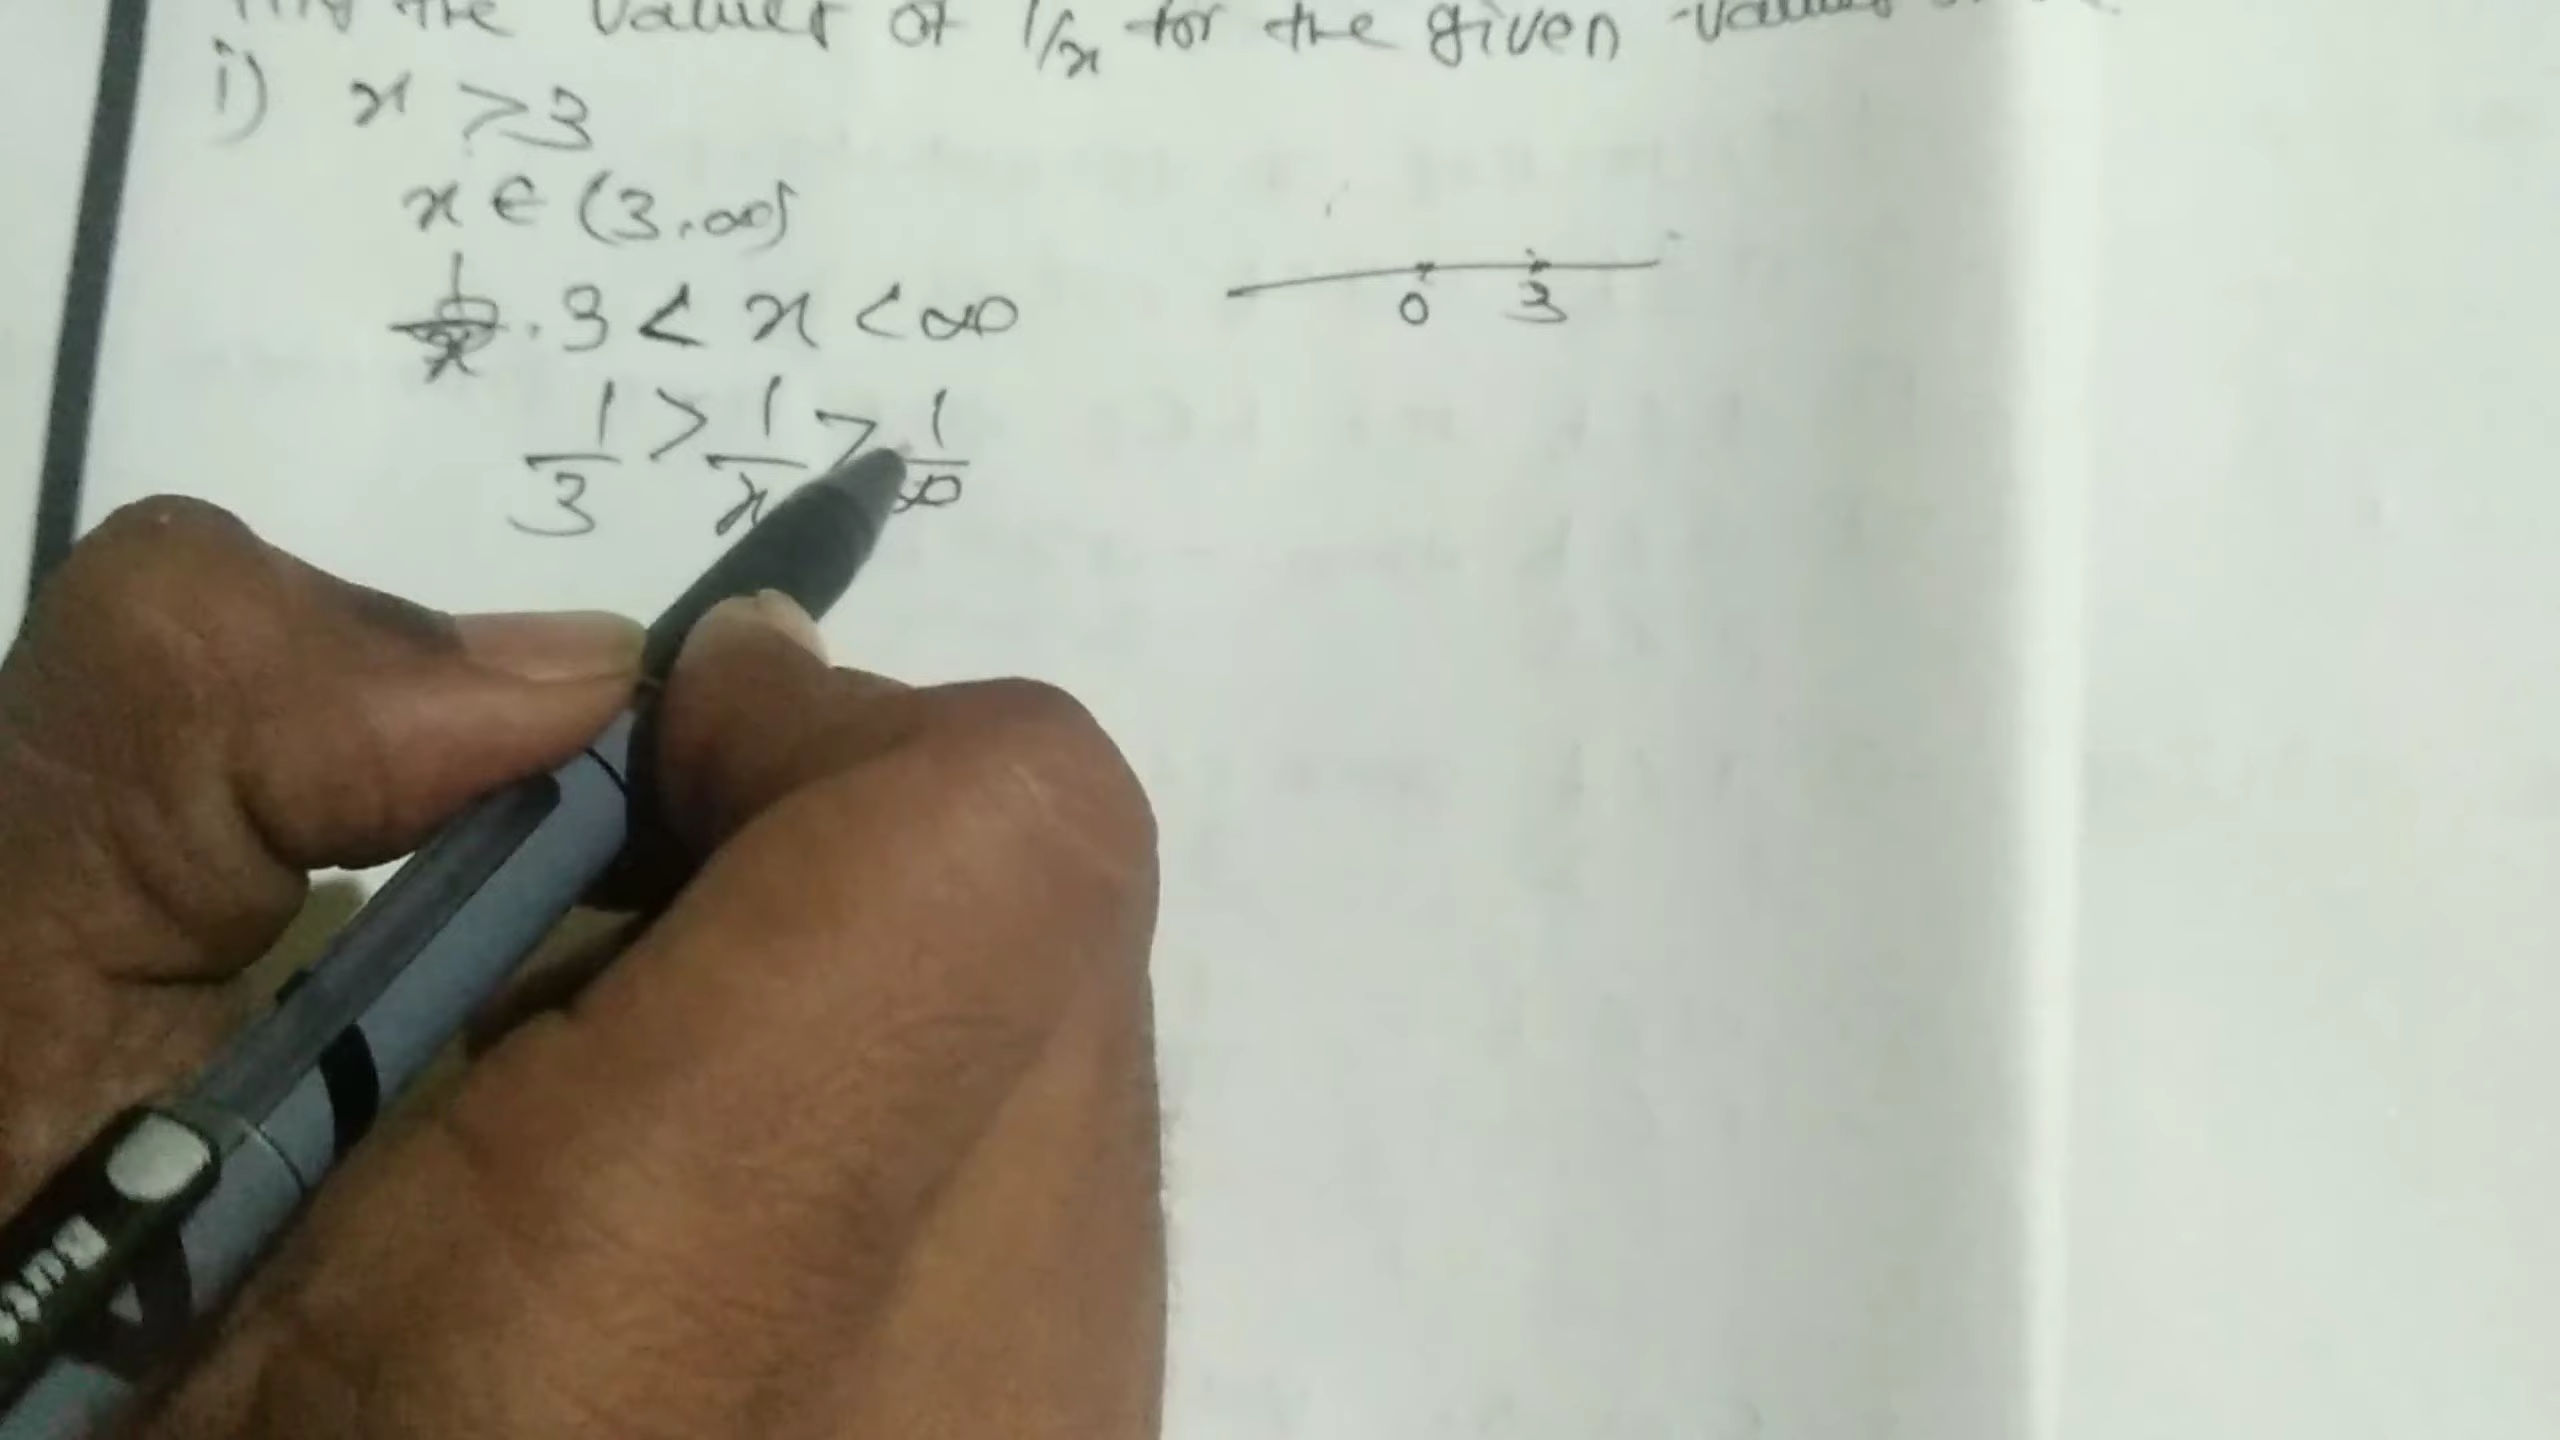 the values of 1/x for the given
i) x > 3
x ∈ (3, ∞)
3 < x < ∞
1/3 > 1/x > 1/∞
0 3